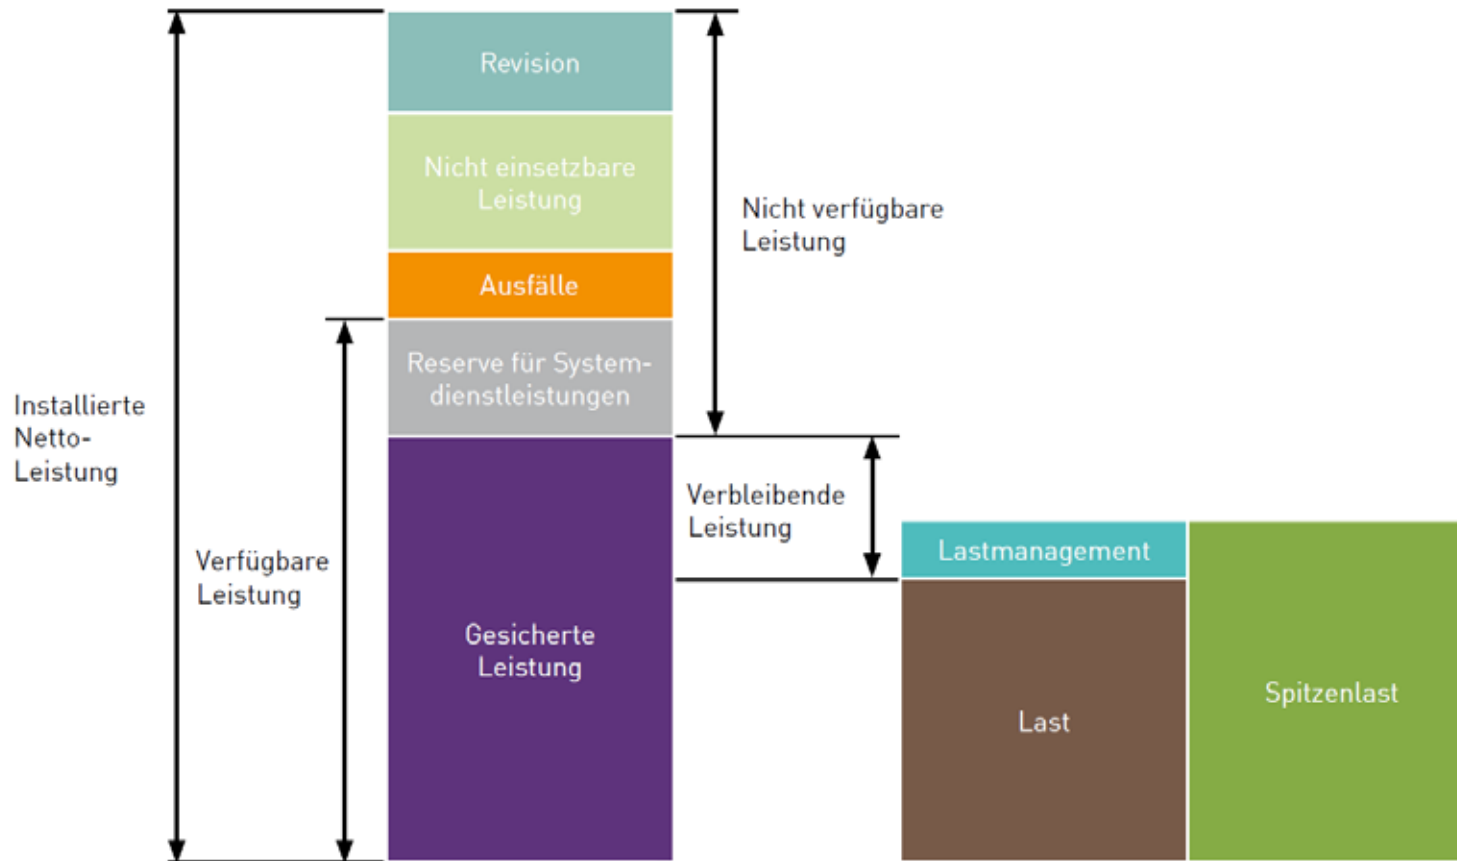 Revision
Nicht einsetzbare
Leistung
Nicht verfügbare
Leistung
Ausfälle
Reserve für System-
dienstleistungen
Installierte
Netto-
Leistung
Verbleibende
Leistung
Verfügbare
Leistung
Lastmanagement
Gesicherte
Leistung
Last
Spitzenlast